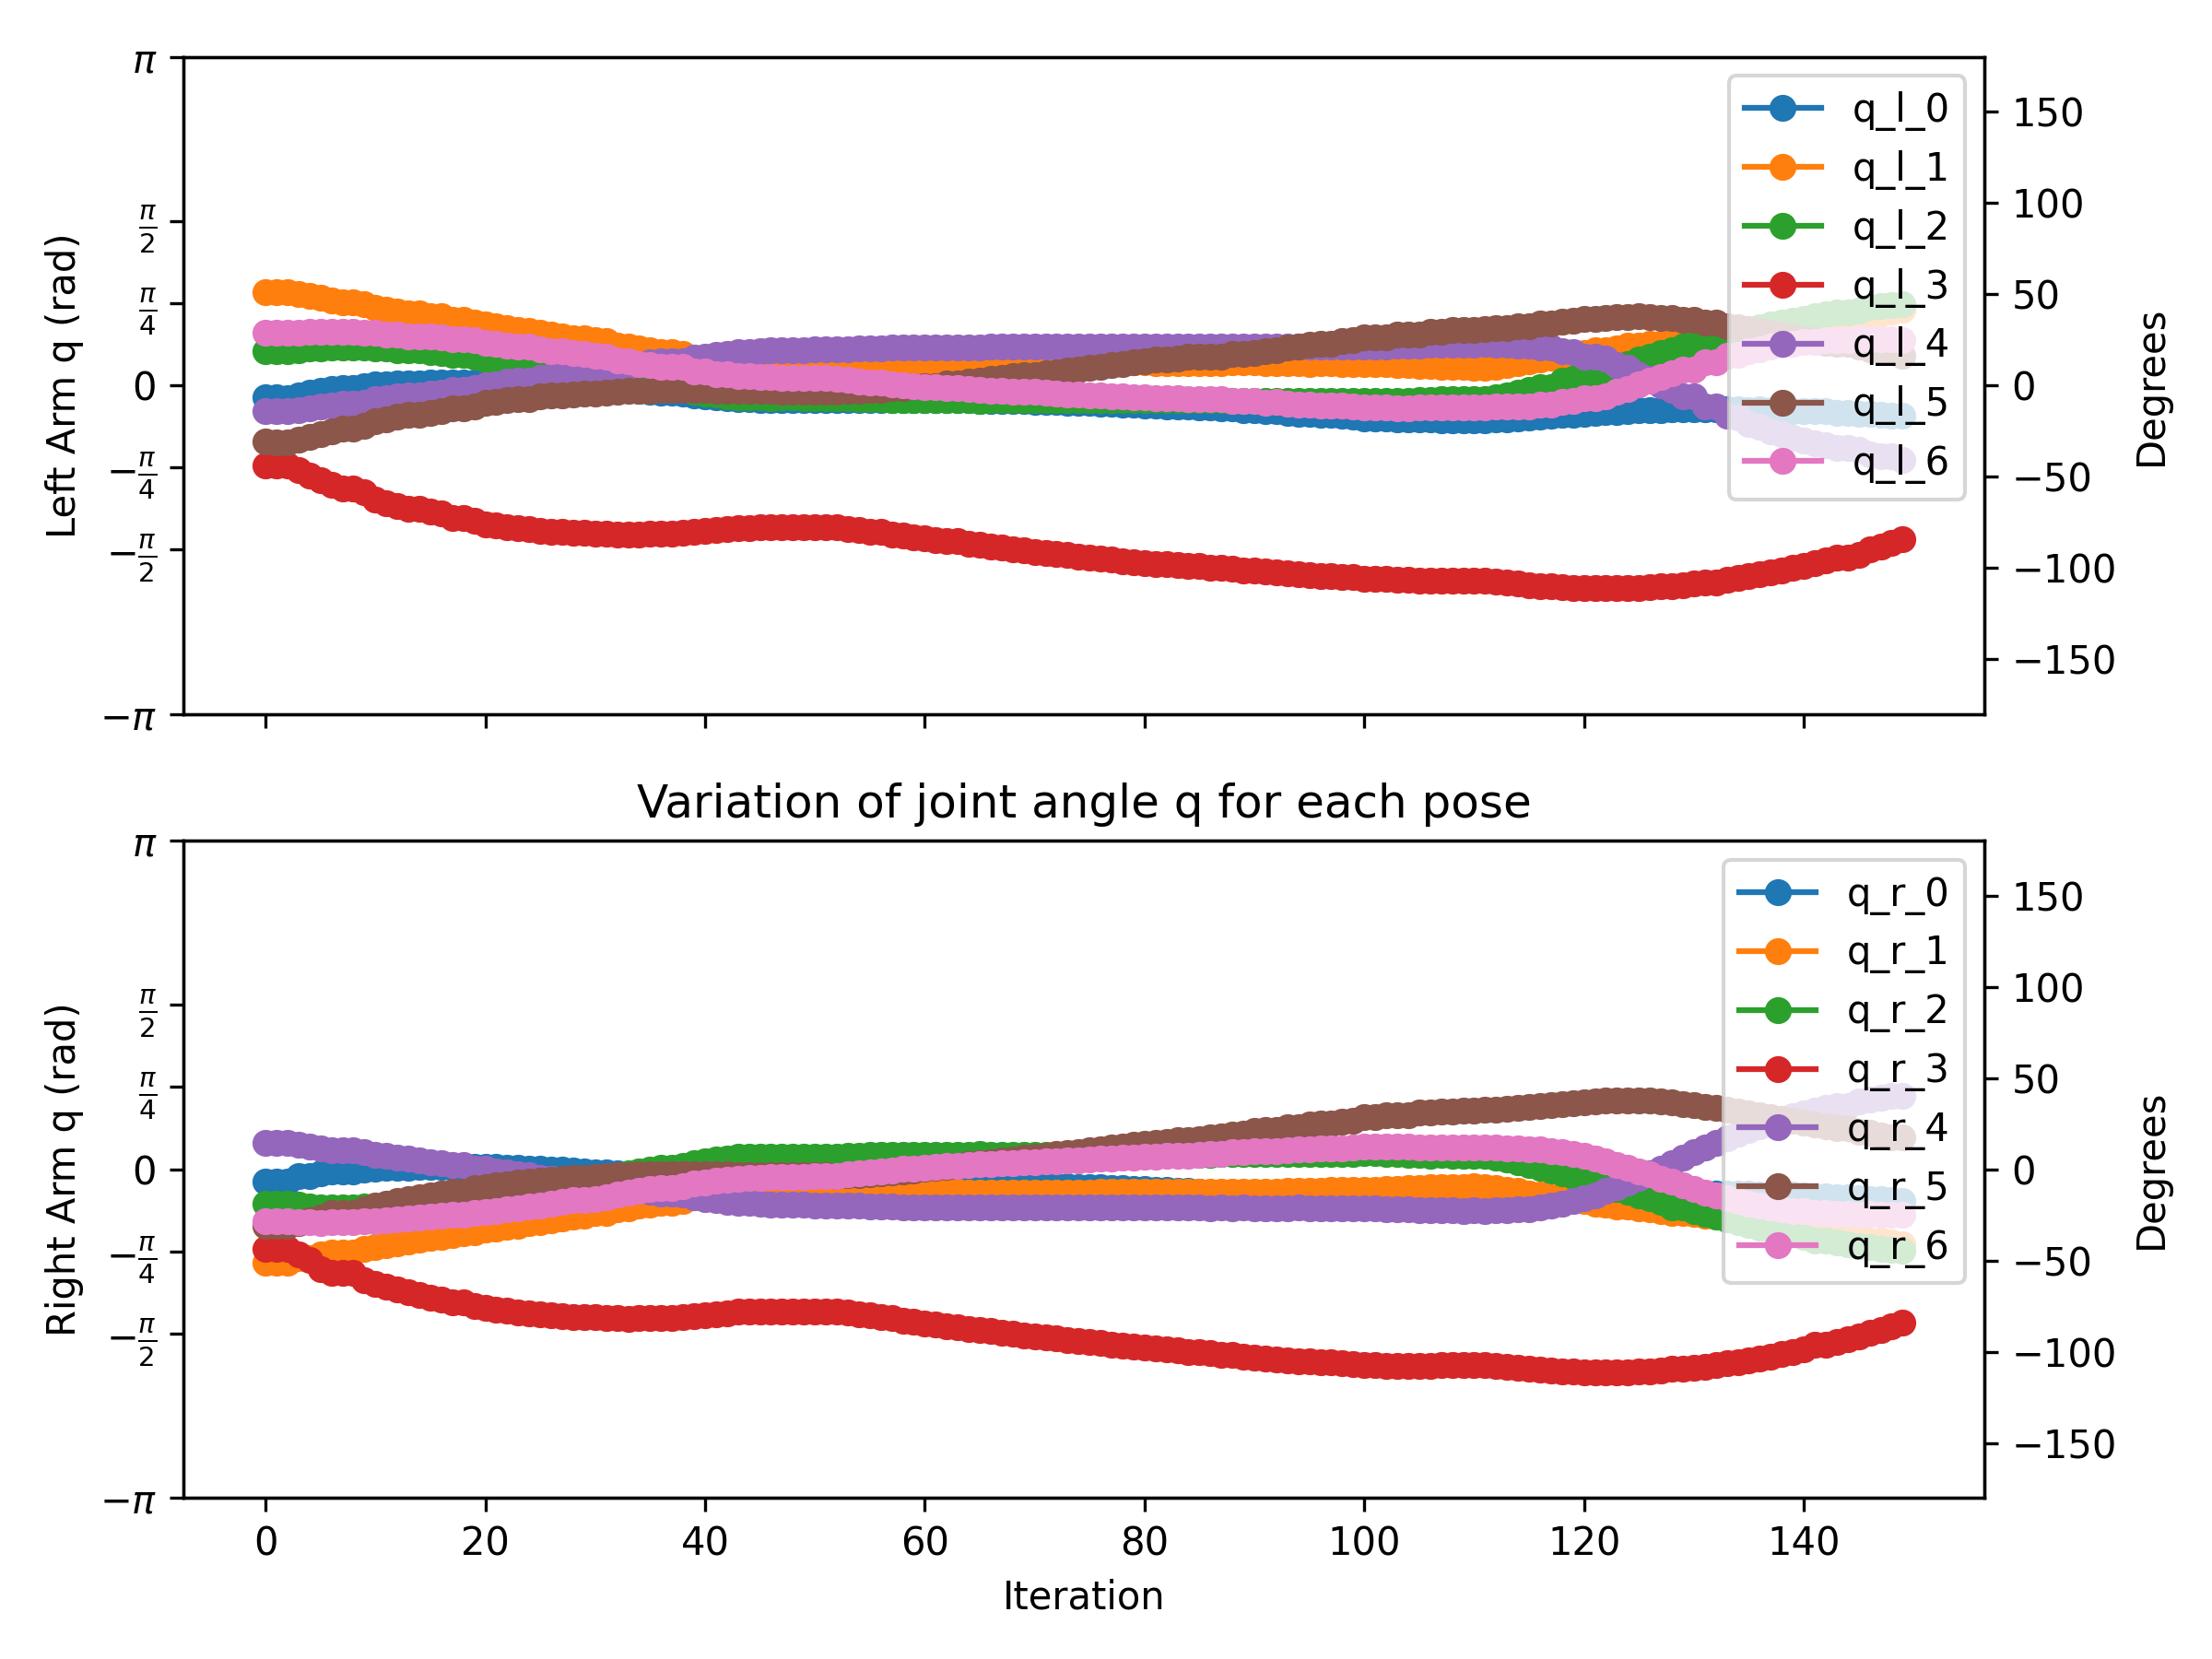 π
π/2
π/4
0
−π/4
−π/2
−π
Left Arm q (rad)
150
100
50
0
−50
−100
−150
Degrees
q_l_0
q_l_1
q_l_2
q_l_3
q_l_4
q_l_5
q_l_6
Variation of joint angle q for each pose
π
π/2
π/4
0
−π/4
−π/2
−π
Right Arm q (rad)
150
100
50
0
−50
−100
−150
Degrees
q_r_0
q_r_1
q_r_2
q_r_3
q_r_4
q_r_5
q_r_6
0 20 40 60 80 100 120 140
Iteration